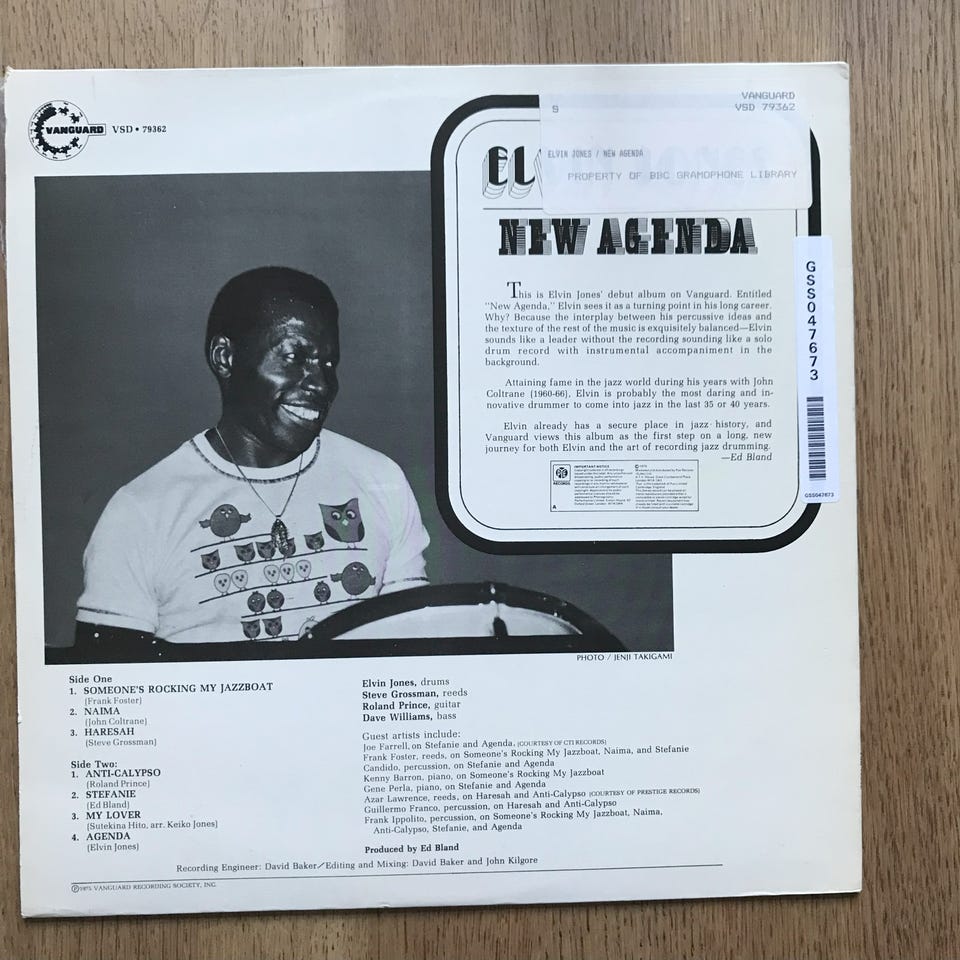 VANGUARD
VSD • 79362
VANGUARD
S
VSD 79362
ELVIN JONES / NEW AGENDA
PROPERTY OF BBC GRAMOPHONE LIBRARY
EL
NEW AGENDA
This is Elvin Jones' debut album on Vanguard. Entitled
"New Agenda," Elvin sees it as a turning point in his long career.
Why? Because the interplay between his percussive ideas and
the texture of the rest of the music is exquisitely balanced—Elvin
sounds like a leader without the recording sounding like a solo
drum record with instrumental accompaniment in the
background.
Attaining fame in the jazz world during his years with John
Coltrane (1960-66), Elvin is probably the most daring and in-
novative drummer to come into jazz in the last 35 or 40 years.
Elvin already has a secure place in jazz history, and
Vanguard views this album as the first step on a long, new
journey for both Elvin and the art of recording jazz drumming.
—Ed Bland
IMPORTANT NOTICE
PYE
RECORDS
A
GSS047673
GSS047673
PHOTO / JENJI TAKIGAMI
Side One
1. SOMEONE'S ROCKING MY JAZZBOAT
(Frank Foster)
2. NAIMA
(John Coltrane)
3. HARESAH
(Steve Grossman)
Side Two:
1. ANTI-CALYPSO
(Roland Prince)
2. STEFANIE
(Ed Bland)
3. MY LOVER
(Sutekina Hito, arr. Keiko Jones)
4. AGENDA
(Elvin Jones)
Elvin Jones, drums
Steve Grossman, reeds
Roland Prince, guitar
Dave Williams, bass
Guest artists include:
Joe Farrell, on Stefanie and Agenda, (COURTESY OF CTI RECORDS)
Frank Foster, reeds, on Someone's Rocking My Jazzboat, Naima, and Stefanie
Candido, percussion, on Stefanie and Agenda
Kenny Barron, piano, on Someone's Rocking My Jazzboat
Gene Perla, piano, on Stefanie and Agenda
Azar Lawrence, reeds, on Haresah and Anti-Calypso (COURTESY OF PRESTIGE RECORDS)
Guillermo Franco, percussion, on Haresah and Anti-Calypso
Frank Ippolito, percussion, on Someone's Rocking My Jazzboat, Naima,
Anti-Calypso, Stefanie, and Agenda
Produced by Ed Bland
Recording Engineer: David Baker/Editing and Mixing: David Baker and John Kilgore
℗1975 VANGUARD RECORDING SOCIETY, INC.